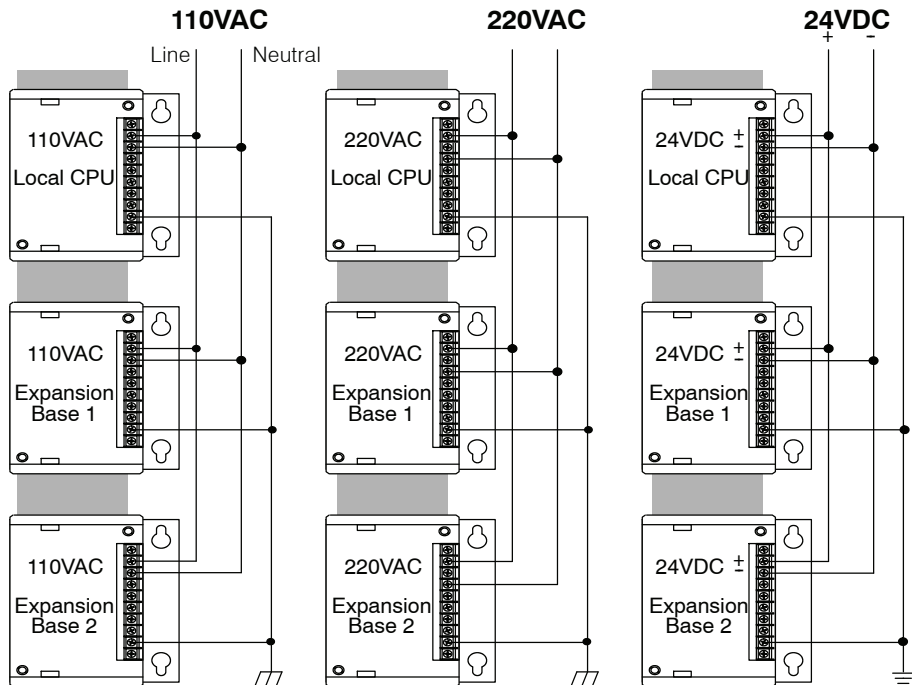 110VAC
Line
Neutral
110VAC
Local CPU
110VAC
Expansion
Base 1
110VAC
Expansion
Base 2
220VAC
220VAC
Local CPU
220VAC
Expansion
Base 1
220VAC
Expansion
Base 2
24VDC
+ -
24VDC + -
Local CPU
24VDC + -
Expansion
Base 1
24VDC + -
Expansion
Base 2